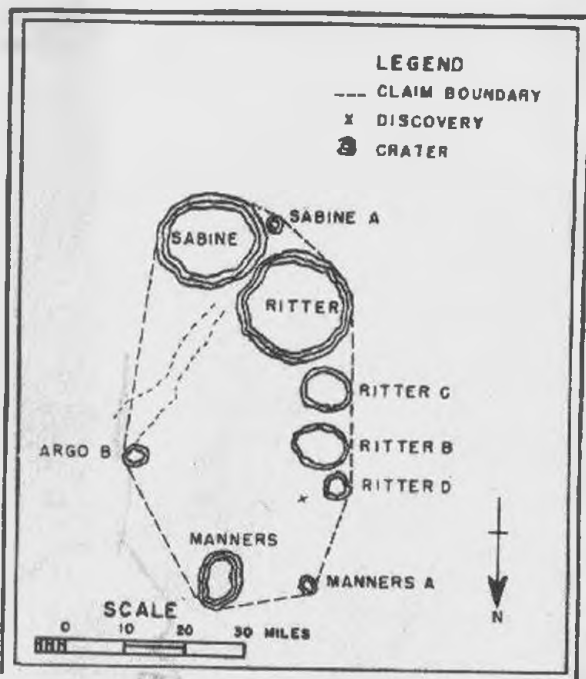 LEGEND
CLAIM BOUNDARY
x DISCOVERY
CRATER
SABINE A
SABINE
RITTER
RITTER C
ARGO B
RITTER B
RITTER D
MANNERS
MANNERS A
SCALE
N
0 10 20 30 MILES